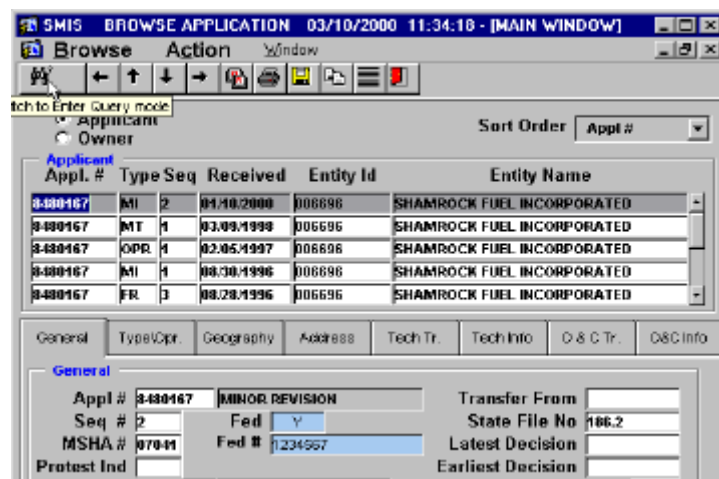 SMIS BROWSE APPLICATION 03/10/2000 11:34:18 - [MAIN WINDOW]
Browse Action Window
tch to Enter Query mode
Applicant
Owner
Sort Order Appl #
Applicant
Appl. # Type Seq Received Entity Id Entity Name
8480167 MI 2 01/10/2000 006696 SHAMROCK FUEL INCORPORATED
8480167 MT 1 03/09/1998 006696 SHAMROCK FUEL INCORPORATED
8480167 OPR 1 02/05/1997 006696 SHAMROCK FUEL INCORPORATED
8480167 MI 1 08/30/1996 006696 SHAMROCK FUEL INCORPORATED
8480167 FR 3 08/28/1996 006696 SHAMROCK FUEL INCORPORATED
General Type\Opr. Geography Address Tech Tr. Tech Info O & C Tr. O&C Info
General
Appl # 8480167 MINOR REVISION Transfer From
Seq # 2 Fed Y State File No 186.2
MSHA # 07041 Fed # 1234567 Latest Decision
Protest Ind Earliest Decision